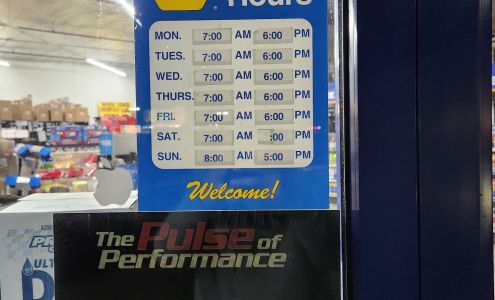 Hours
MON. 7:00 AM 6:00 PM
TUES. 7:00 AM 6:00 PM
WED. 7:00 AM 6:00 PM
THURS. 7:00 AM 6:00 PM
FRI. 7:00 AM 6:00 PM
SAT. 7:00 AM :00 PM
SUN. 8:00 AM 5:00 PM
Welcome!
The Pulse of
Performance